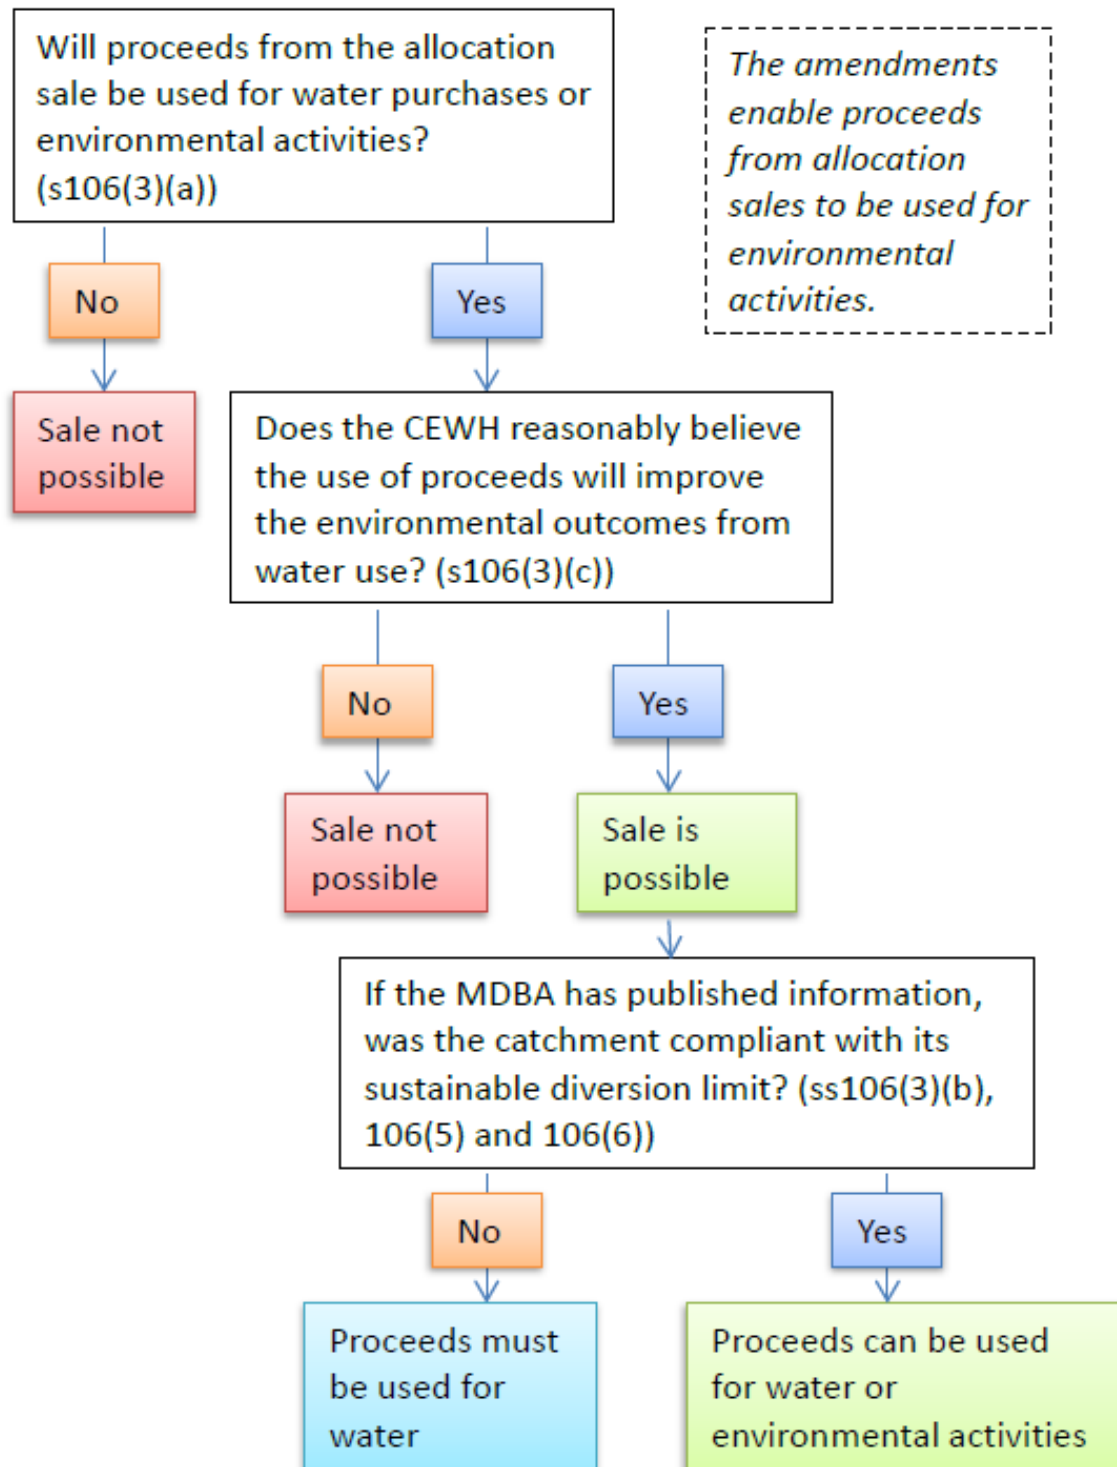 Will proceeds from the allocation
sale be used for water purchases or
environmental activities?
(s106(3)(a))
The amendments
enable proceeds
from allocation
sales to be used for
environmental
activities.
No
Yes
Sale not
possible
Does the CEWH reasonably believe
the use of proceeds will improve
the environmental outcomes from
water use? (s106(3)(c))
No
Yes
Sale not
possible
Sale is
possible
If the MDBA has published information,
was the catchment compliant with its
sustainable diversion limit? (ss106(3)(b),
106(5) and 106(6))
No
Yes
Proceeds must
be used for
water
Proceeds can be used
for water or
environmental activities